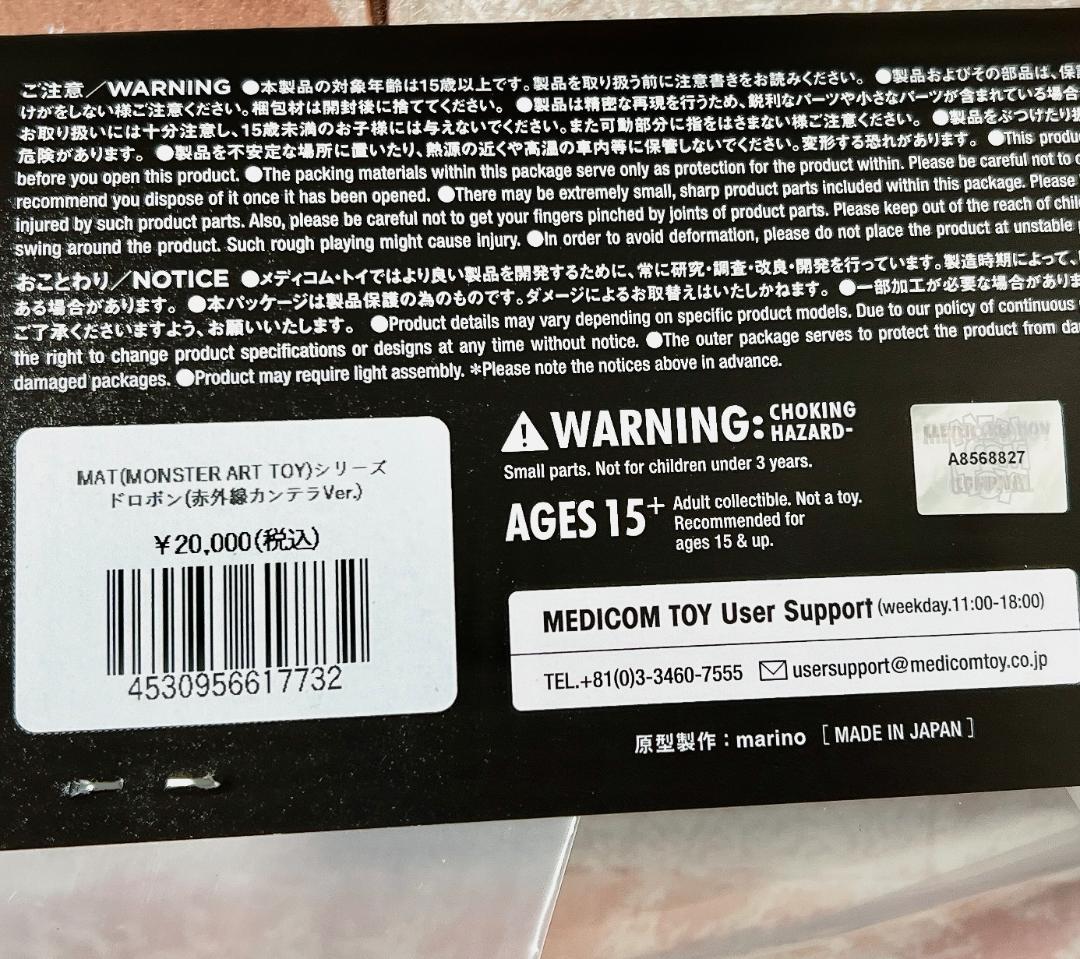 ご注意／WARNING ●本製品の対象年齢は15歳以上です。製品を取り扱う前に注意書きをお読みください。 ●製品およびその部品は、保
けがをしない様ご注意ください。梱包材は開封後に捨ててください。 ●製品は精密な再現を行うため、鋭利なパーツや小さなパーツが含まれている場合
お取り扱いには十分注意し、15歳未満のお子様には与えないでください。また可動部分に指をはさまない様ご注意ください。 ●製品をぶつけたり
危険があります。 ●製品を不安定な場所に置いたり、熱源の近くや高温の車内等に保管しないでください。変形する恐れがあります。 ●This produ
before you open this product. ●The packing materials within this package serve only as protection for the product within. Please be careful not to
recommend you dispose of it once it has been opened. ●There may be extremely small, sharp product parts included within this package. Please
injured by such product parts. Also, please be careful not to get your fingers pinched by joints of product parts. Please keep out of the reach of chil
swing around the product. Such rough playing might cause injury. ●In order to avoid deformation, please do not place the product at unstable
おことわり／NOTICE ●メディコム・トイではより良い製品を開発するために、常に研究・調査・改良・開発を行っています。製造時期によって、
ある場合があります。 ●本パッケージは製品保護の為のものです。ダメージによるお取替えはいたしかねます。 ●一部加工が必要な場合があります
ご了承くださいますよう、お願いいたします。 ●Product details may vary depending on specific product models. Due to our policy of continuous
the right to change product specifications or designs at any time without notice. ●The outer package serves to protect the product from da
damaged packages. ●Product may require light assembly. *Please note the notices above in advance.
MAT(MONSTER ART TOY)シリーズ
ドロボン(赤外線カンテラVer.)
￥20,000(税込)
4530956617732
WARNING: CHOKING
HAZARD-
Small parts. Not for children under 3 years.
AGES 15+ Adult collectible. Not a toy.
Recommended for
ages 15 & up.
A8568827
MEDICOM TOY User Support (weekday.11:00-18:00)
TEL.+81(0)3-3460-7555 usersupport@medicomtoy.co.jp
原型製作：marino [ MADE IN JAPAN ]